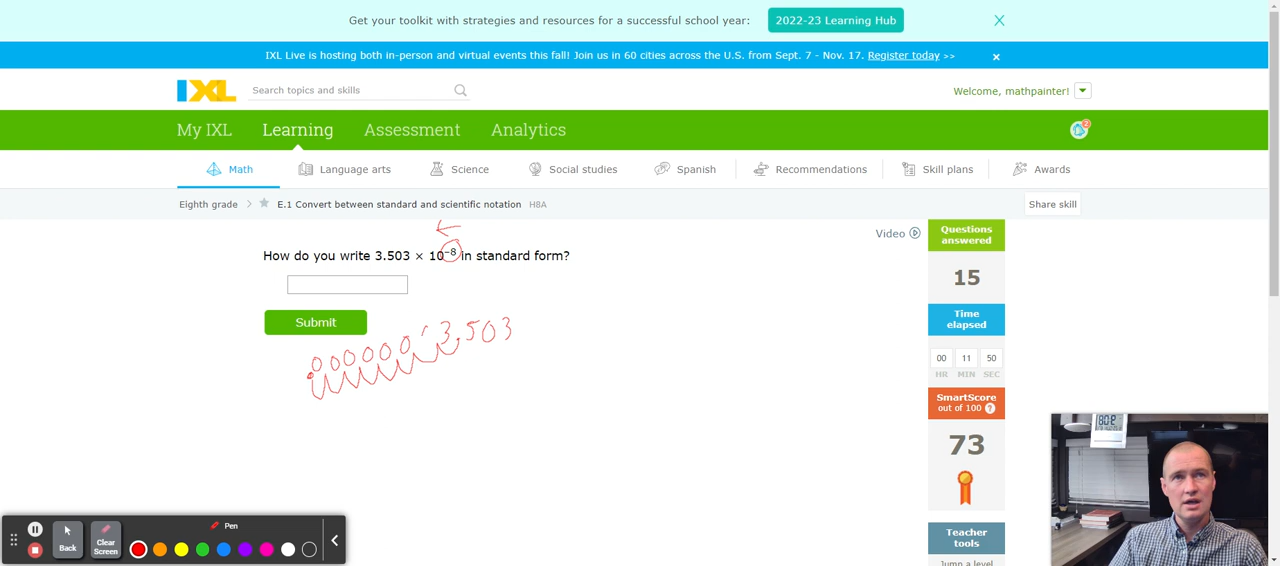 Get your toolkit with strategies and resources for a successful school year: 2022-23 Learning Hub
IXL Live is hosting both in-person and virtual events this fall! Join us in 60 cities across the U.S. from Sept. 7 - Nov. 17. Register today >>
IXL Search topics and skills Welcome, mathpainter!
My IXL Learning Assessment Analytics 2
Math Language arts Science Social studies Spanish Recommendations Skill plans Awards
Eighth grade > E.1 Convert between standard and scientific notation H8A Share skill
Video
Questions answered
15
How do you write 3.503 × 10⁻⁸ in standard form?
Submit
000000 3.503
Time elapsed
00 11 50
HR MIN SEC
SmartScore
out of 100 ?
73
Teacher tools
Jump a level
Pen
Back
Clear Screen